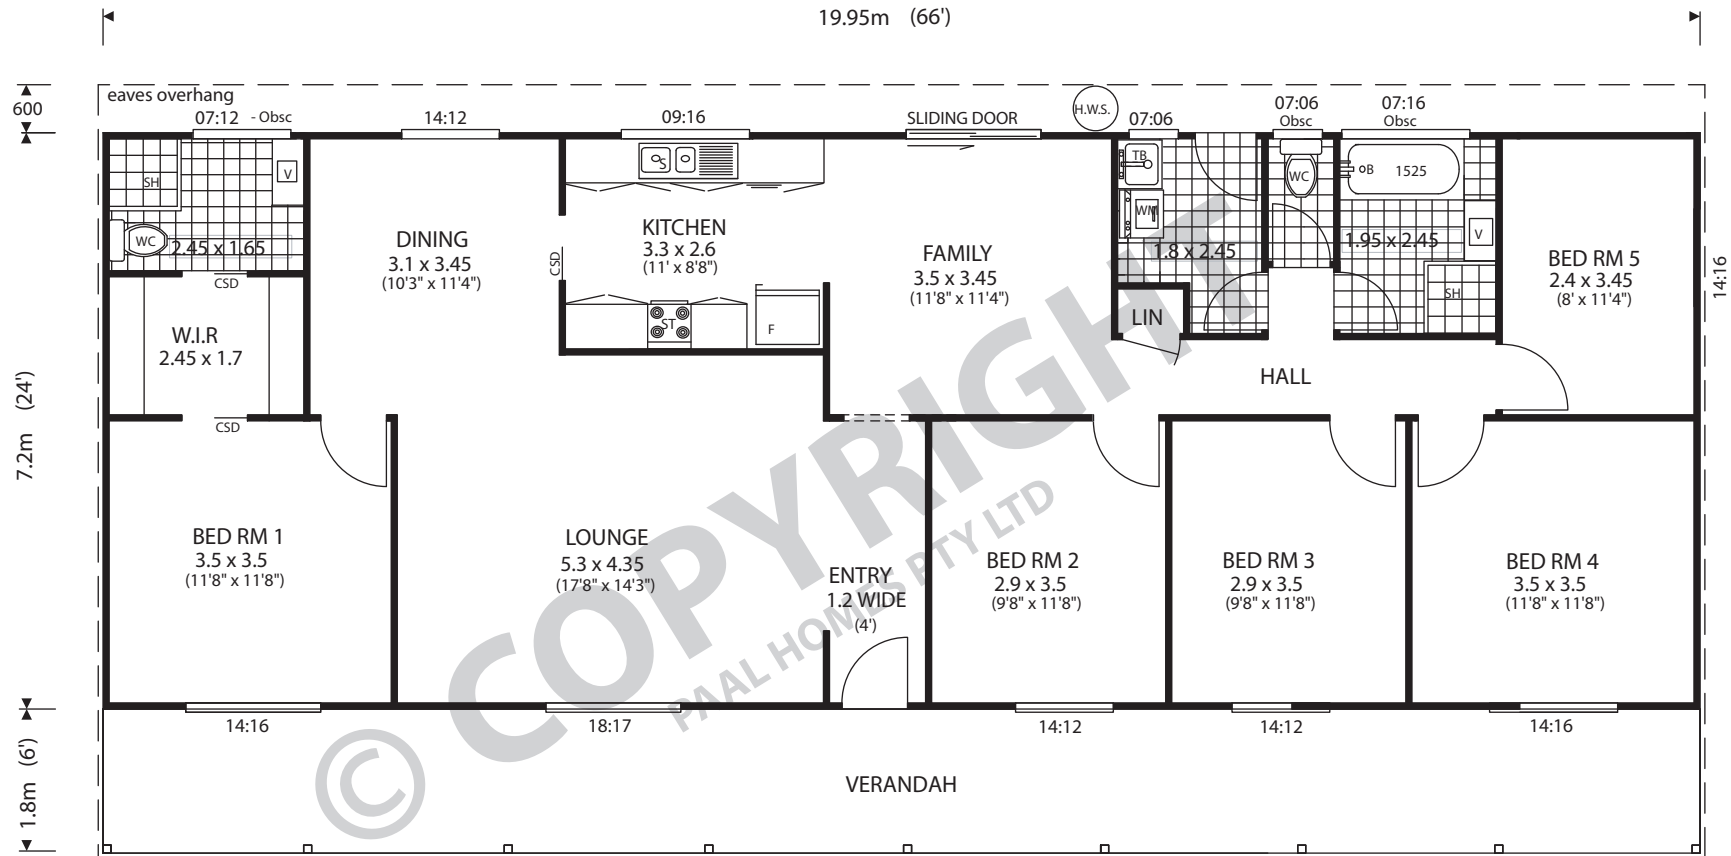 19.95m (66')
600
eaves overhang
07:12 - Obsc
14:12
09:16
SLIDING DOOR
H.W.S.
07:06
07:06
Obsc
07:16
Obsc
SH
V
WC
2.45 x 1.65
CSD
W.I.R
2.45 x 1.7
CSD
DINING
3.1 x 3.45
(10'3" x 11'4")
CSD
S
KITCHEN
3.3 x 2.6
(11' x 8'8")
ST
F
FAMILY
3.5 x 3.45
(11'8" x 11'4")
TB
WM
1.8 x 2.45
LIN
WC
B
1525
1.95 x 2.45
V
SH
BED RM 5
2.4 x 3.45
(8' x 11'4")
14:16
HALL
7.2m (24')
BED RM 1
3.5 x 3.5
(11'8" x 11'8")
LOUNGE
5.3 x 4.35
(17'8" x 14'3")
ENTRY
1.2 WIDE
(4')
BED RM 2
2.9 x 3.5
(9'8" x 11'8")
BED RM 3
2.9 x 3.5
(9'8" x 11'8")
BED RM 4
3.5 x 3.5
(11'8" x 11'8")
14:16
18:17
14:12
14:12
14:16
1.8m (6')
VERANDAH
© COPYRIGHT
PAAL HOMES PTY LTD